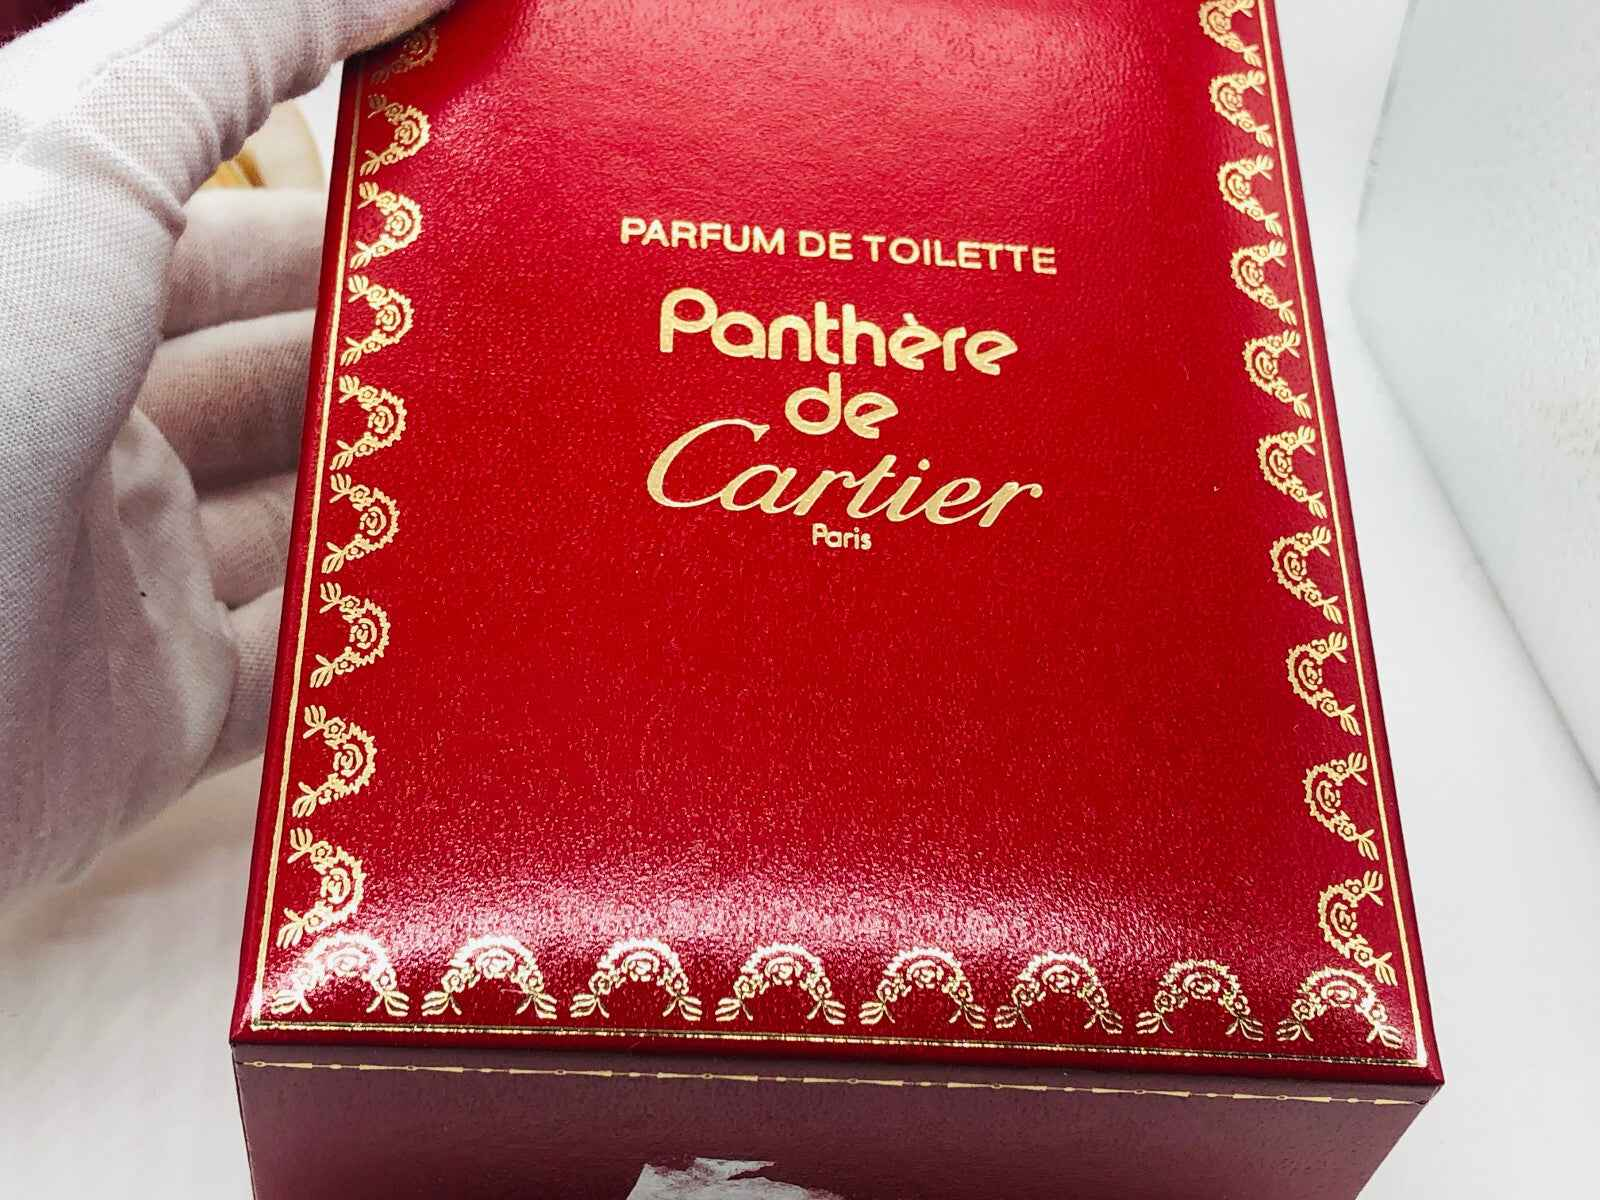 PARFUM DE TOILETTE
Panthère
de
Cartier
Paris